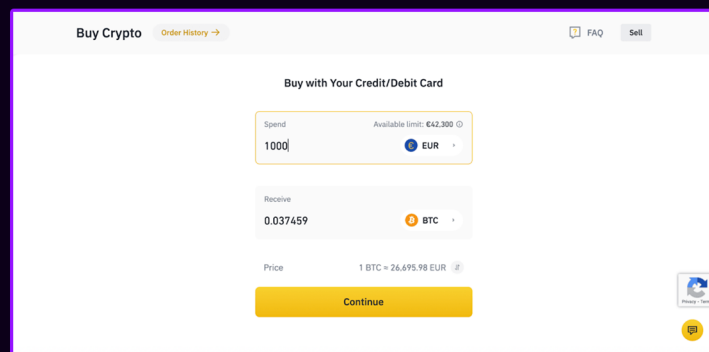 Buy Crypto Order History → FAQ Sell
Buy with Your Credit/Debit Card
Spend Available limit: €42,300
1000 EUR
Receive
0.037459 BTC
Price 1 BTC ≈ 26,695.98 EUR
Continue
Privacy